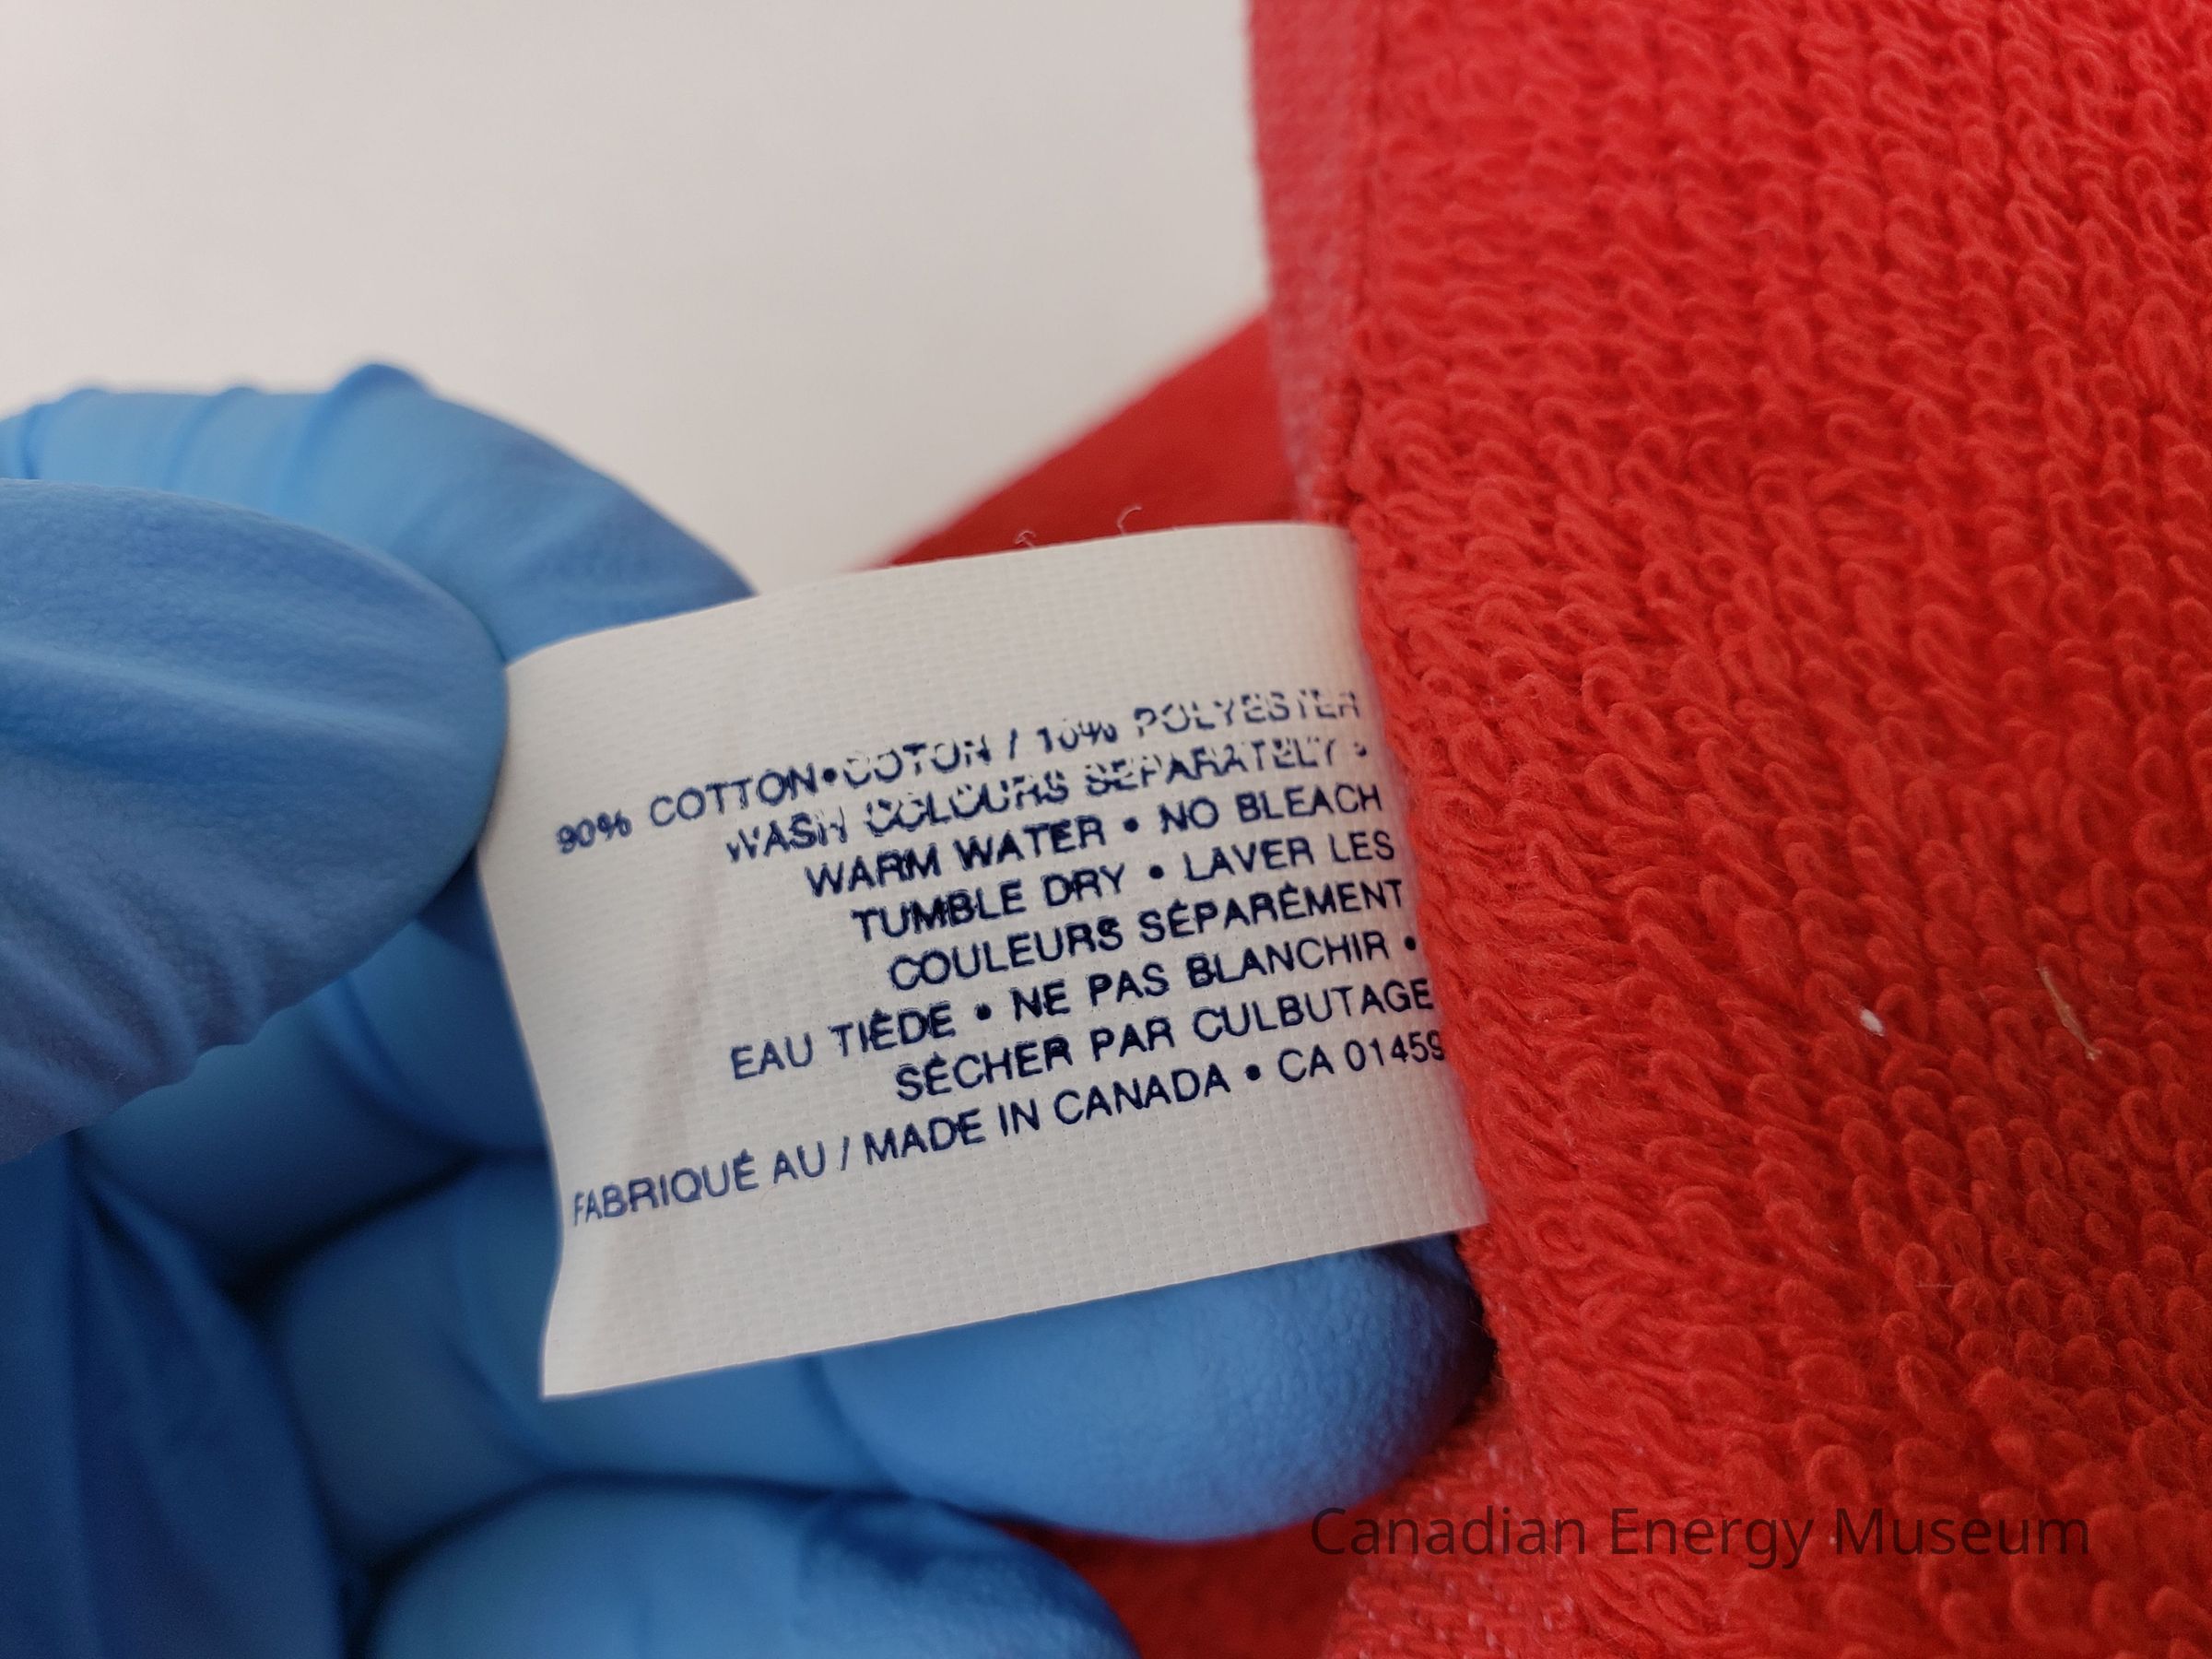 90% COTTON•COTON / 10% POLYESTER
WASH COLOURS SEPARATELY •
WARM WATER • NO BLEACH
TUMBLE DRY • LAVER LES
COULEURS SÉPARÉMENT
EAU TIÈDE • NE PAS BLANCHIR •
SÉCHER PAR CULBUTAGE
FABRIQUÉ AU / MADE IN CANADA • CA 01459
Canadian Energy Museum